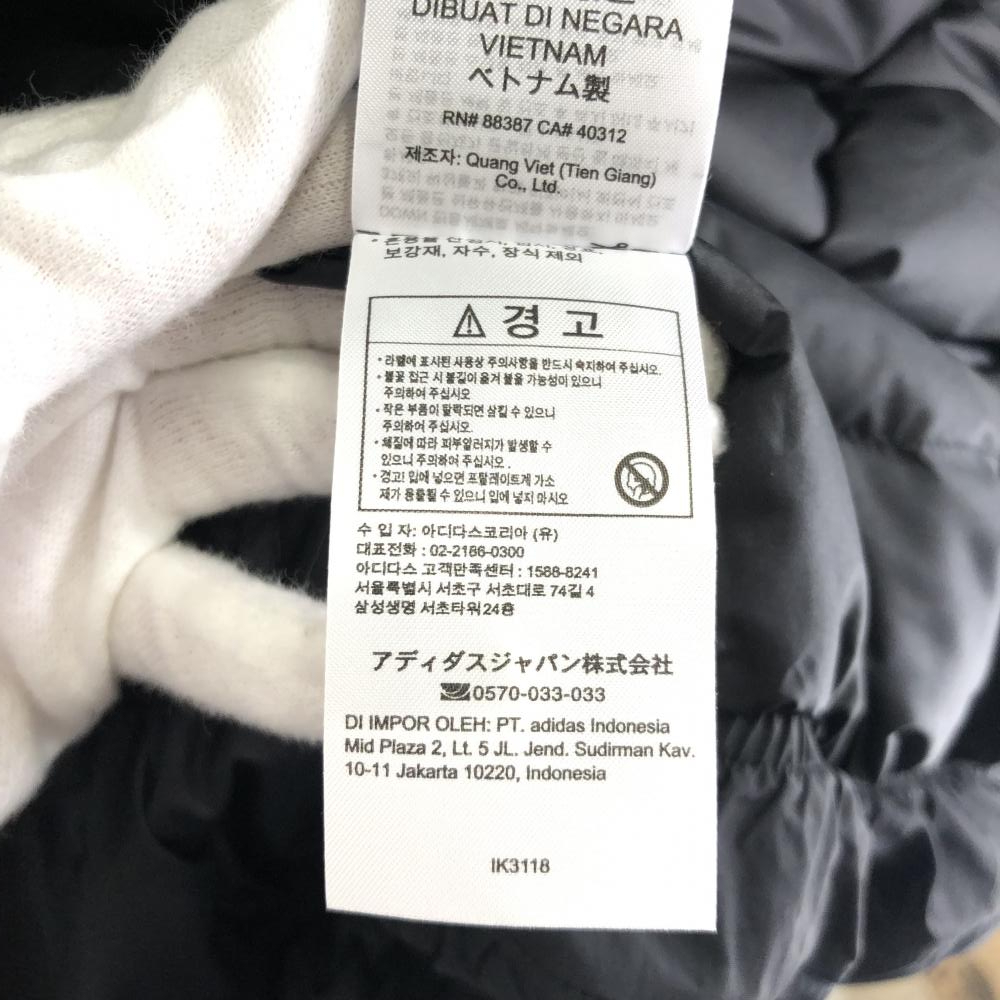 DIBUAT DI NEGARA
VIETNAM
ベトナム製
RN# 88387 CA# 40312
제조자: Quang Viet (Tien Giang)
Co., Ltd.
보강재, 자수, 장식 제외
⚠ 경 고
• 라벨에 표시된 사용상 주의사항을 반드시 숙지하여 주십시오.
• 불꽃 접근 시 불길이 옮겨 붙을 가능성이 있으니
주의하여 주십시오
• 작은 부품이 탈락되면 삼킬 수 있으니
주의하여 주십시오.
• 체질에 따라 피부알러지가 발생할 수
있으니 주의하여 주십시오 .
• 경고! 입에 넣으면 프탈레이트계 가소
제가 용출될 수 있으니 입에 넣지 마시오
수 입 자: 아디다스코리아 (유)
대표전화 : 02-2186-0300
아디다스 고객만족센터 : 1588-8241
서울특별시 서초구 서초대로 74길 4
삼성생명 서초타워 24층
アディダスジャパン株式会社
0570-033-033
DI IMPOR OLEH: PT. adidas Indonesia
Mid Plaza 2, Lt. 5 JL. Jend. Sudirman Kav.
10-11 Jakarta 10220, Indonesia
IK3118